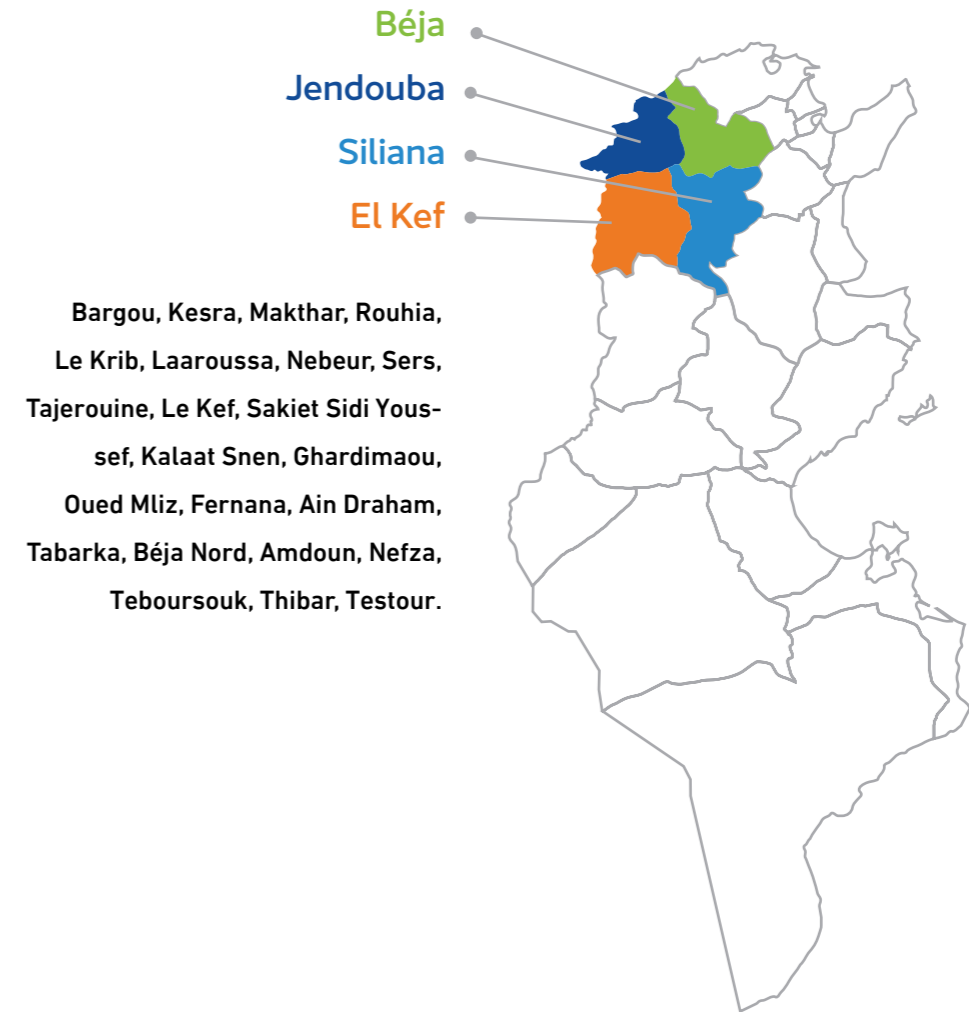 Béja
Jendouba
Siliana
El Kef
Bargou, Kesra, Makthar, Rouhia,
Le Krib, Laaroussa, Nebeur, Sers,
Tajerouine, Le Kef, Sakiet Sidi Yous-
sef, Kalaat Snen, Ghardimaou,
Oued Mliz, Fernana, Ain Draham,
Tabarka, Béja Nord, Amdoun, Nefza,
Teboursouk, Thibar, Testour.